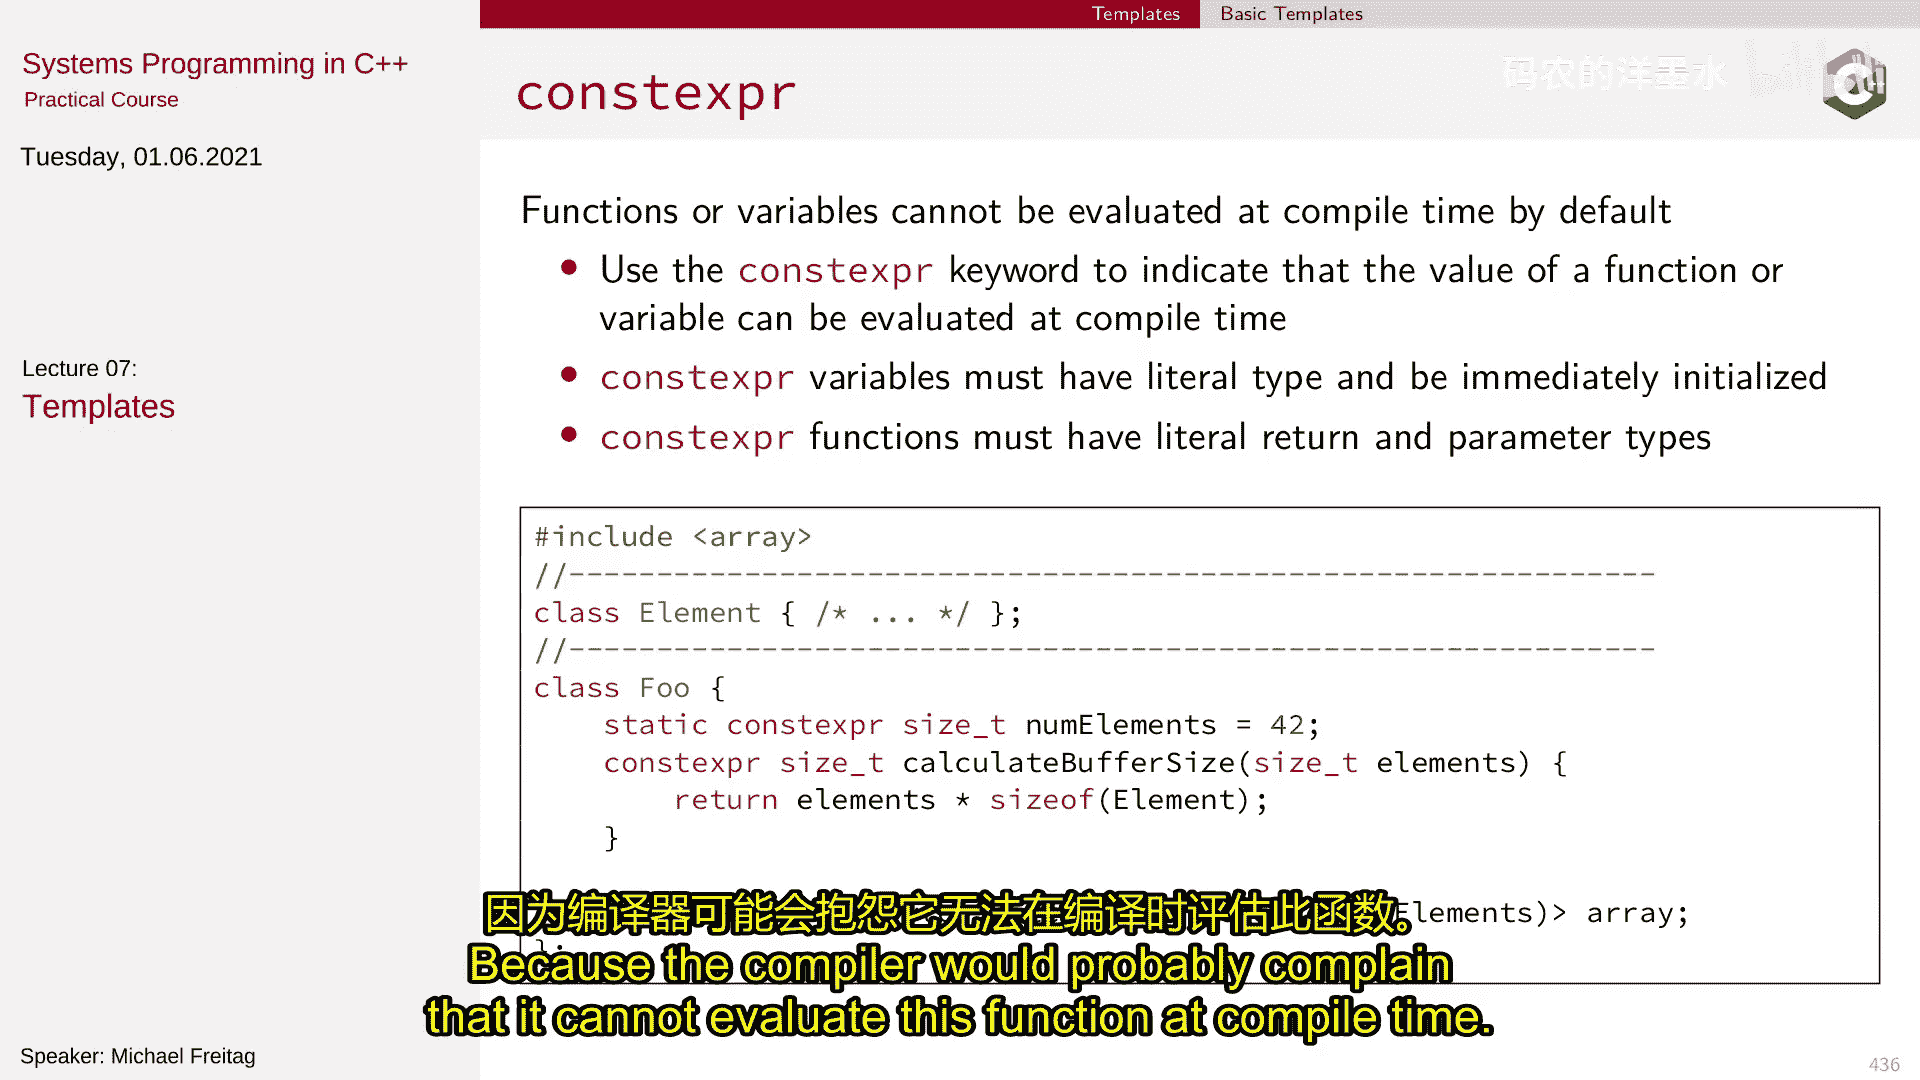 Templates
Basic Templates
Systems Programming in C++
Practical Course
Tuesday, 01.06.2021
constexpr
码农的洋墨水
Functions or variables cannot be evaluated at compile time by default
• Use the constexpr keyword to indicate that the value of a function or
variable can be evaluated at compile time
• constexpr variables must have literal type and be immediately initialized
• constexpr functions must have literal return and parameter types
Lecture 07:
Templates
#include <array>
//--------------------------------------------------------------
class Element { /* ... */ };
//--------------------------------------------------------------
class Foo {
static constexpr size_t numElements = 42;
constexpr size_t calculateBufferSize(size_t elements) {
return elements * sizeof(Element);
}
array;
因为编译器可能会抱怨它无法在编译时评估此函数。
Because the compiler would probably complain
that it cannot evaluate this function at compile time.
Speaker: Michael Freitag
436